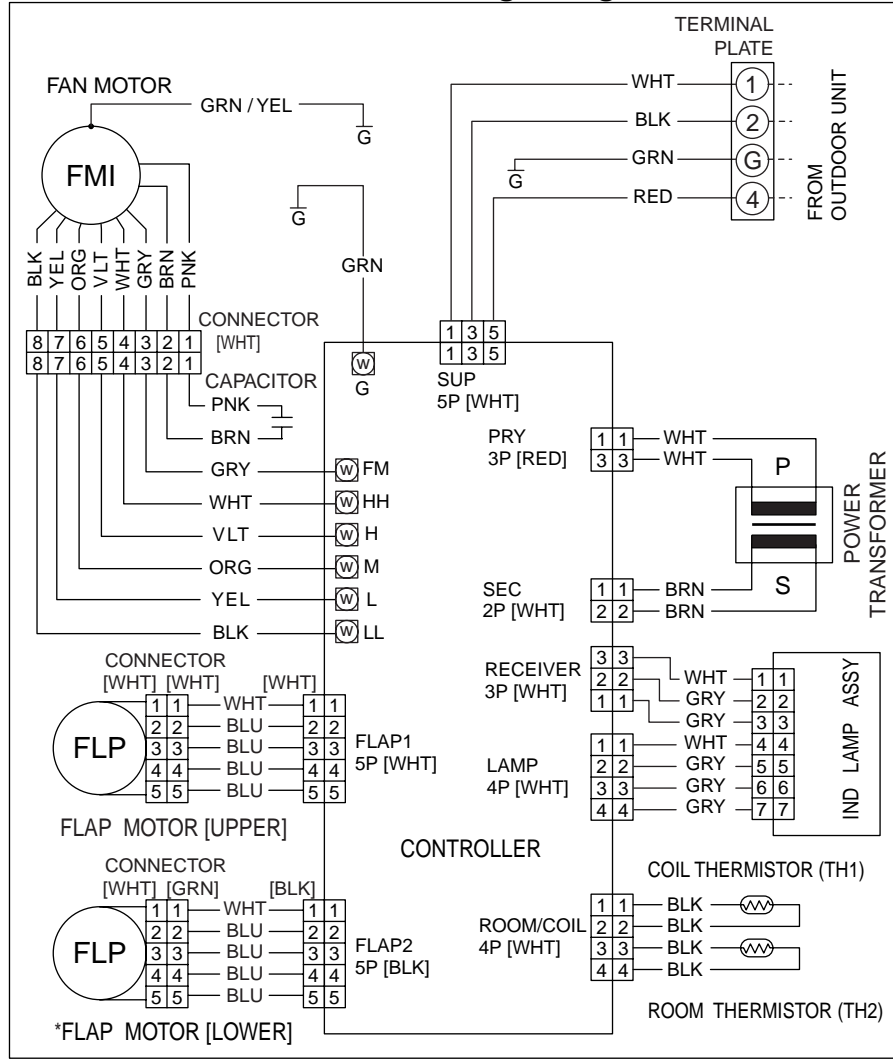 TERMINAL
PLATE
WHT 1
BLK 2
GRN G
G
RED 4
FROM
OUTDOOR UNIT
FAN MOTOR
GRN / YEL
G
FMI
G
GRN
BLK YEL ORG VLT WHT GRY BRN PNK
CONNECTOR
[WHT]
8 7 6 5 4 3 2 1
8 7 6 5 4 3 2 1
1 3 5
1 3 5
SUP
5P [WHT]
W
G
CAPACITOR
PNK
BRN
GRY W FM
WHT W HH
VLT W H
ORG W M
YEL W L
BLK W LL
PRY
3P [RED]
1 1 WHT
3 3 WHT
P
S
POWER
TRANSFORMER
SEC
2P [WHT]
1 1 BRN
2 2 BRN
RECEIVER
3P [WHT]
3 3 WHT 1 1
2 2 GRY 2 2
1 1 GRY 3 3
LAMP
4P [WHT]
1 1 WHT 4 4
2 2 GRY 5 5
3 3 GRY 6 6
4 4 GRY 7 7
IND LAMP ASSY
CONNECTOR
[WHT] [WHT] [WHT]
FLP
1 1 WHT 1 1
2 2 BLU 2 2
3 3 BLU 3 3
4 4 BLU 4 4
5 5 BLU 5 5
FLAP1
5P [WHT]
FLAP MOTOR [UPPER]
CONTROLLER
CONNECTOR
[WHT] [GRN] [BLK]
FLP
1 1 WHT 1 1
2 2 BLU 2 2
3 3 BLU 3 3
4 4 BLU 4 4
5 5 BLU 5 5
FLAP2
5P [BLK]
*FLAP MOTOR [LOWER]
COIL THERMISTOR (TH1)
ROOM/COIL
4P [WHT]
1 1 BLK
2 2 BLK
3 3 BLK
4 4 BLK
ROOM THERMISTOR (TH2)